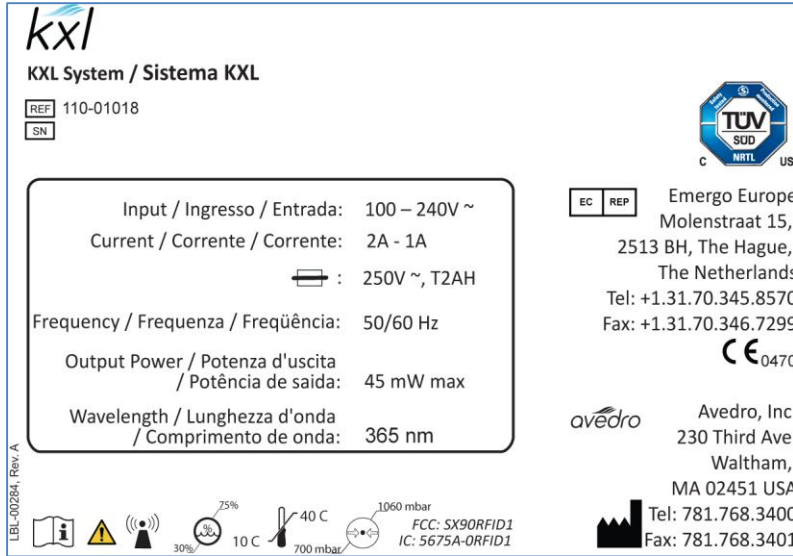 kxl
KXL System / Sistema KXL
REF 110-01018
SN
Input / Ingresso / Entrada: 100 – 240V ~
Current / Corrente / Corrente: 2A - 1A
: 250V ~, T2AH
Frequency / Frequenza / Freqüência: 50/60 Hz
Output Power / Potenza d'uscita
/ Potência de saida: 45 mW max
Wavelength / Lunghezza d'onda
/ Comprimento de onda: 365 nm
LBL-00284, Rev. A
75%
%
30%
40 C
10 C
1060 mbar
700 mbar
FCC: SX90RFID1
IC: 5675A-0RFID1
Safety tested
Production monitored
TÜV
SÜD
NRTL
C US
EC REP
Emergo Europe
Molenstraat 15,
2513 BH, The Hague,
The Netherlands
Tel: +1.31.70.345.8570
Fax: +1.31.70.346.7299
CE 0470
avedro
Avedro, Inc
230 Third Ave
Waltham,
MA 02451 USA
Tel: 781.768.3400
Fax: 781.768.3401